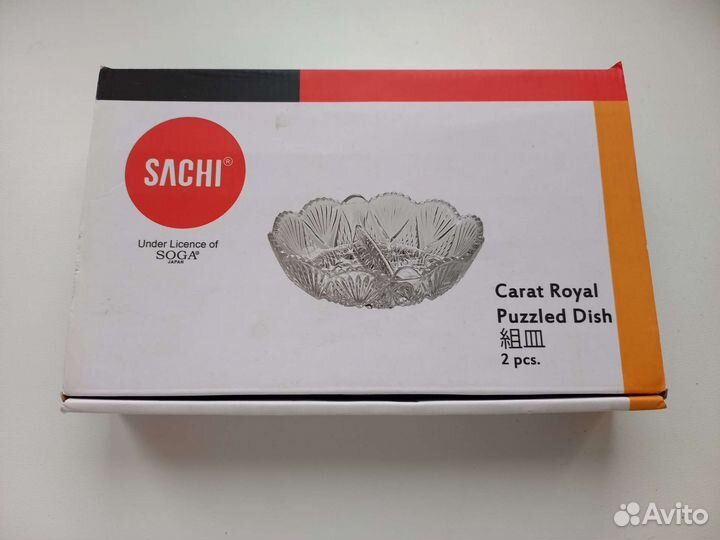 SACHI®
Under Licence of
SOGA®
JAPAN
Carat Royal
Puzzled Dish
組皿
2 pcs.
Avito